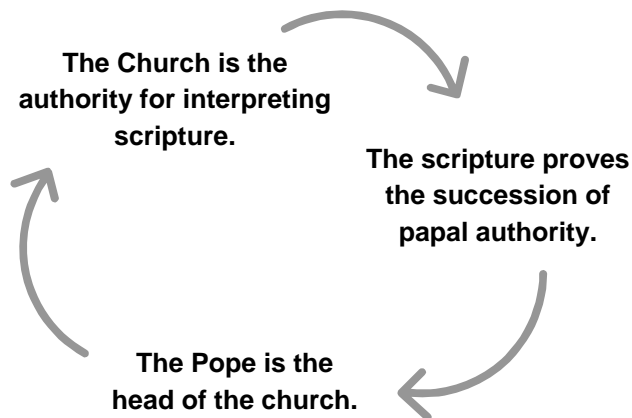 The Church is the
authority for interpreting
scripture.
The scripture proves
the succession of
papal authority.
The Pope is the
head of the church.